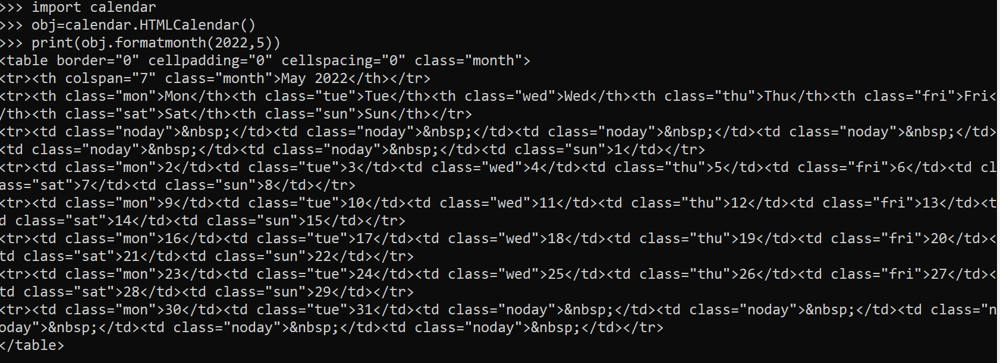 >>> import calendar
>>> obj=calendar.HTMLCalendar()
>>> print(obj.formatmonth(2022,5))
<table border="0" cellpadding="0" cellspacing="0" class="month">
<tr><th colspan="7" class="month">May 2022</th></tr>
<tr><th class="mon">Mon</th><th class="tue">Tue</th><th class="wed">Wed</th><th class="thu">Thu</th><th class="fri">Fri<
/th><th class="sat">Sat</th><th class="sun">Sun</th></tr>
<tr><td class="noday">&nbsp;</td><td class="noday">&nbsp;</td><td class="noday">&nbsp;</td><td class="noday">&nbsp;</td>
<td class="noday">&nbsp;</td><td class="noday">&nbsp;</td><td class="sun">1</td></tr>
<tr><td class="mon">2</td><td class="tue">3</td><td class="wed">4</td><td class="thu">5</td><td class="fri">6</td><td cl
ass="sat">7</td><td class="sun">8</td></tr>
<tr><td class="mon">9</td><td class="tue">10</td><td class="wed">11</td><td class="thu">12</td><td class="fri">13</td><t
d class="sat">14</td><td class="sun">15</td></tr>
<tr><td class="mon">16</td><td class="tue">17</td><td class="wed">18</td><td class="thu">19</td><td class="fri">20</td><
td class="sat">21</td><td class="sun">22</td></tr>
<tr><td class="mon">23</td><td class="tue">24</td><td class="wed">25</td><td class="thu">26</td><td class="fri">27</td><
td class="sat">28</td><td class="sun">29</td></tr>
<tr><td class="mon">30</td><td class="tue">31</td><td class="noday">&nbsp;</td><td class="noday">&nbsp;</td><td class="n
oday">&nbsp;</td><td class="noday">&nbsp;</td><td class="noday">&nbsp;</td></tr>
</table>